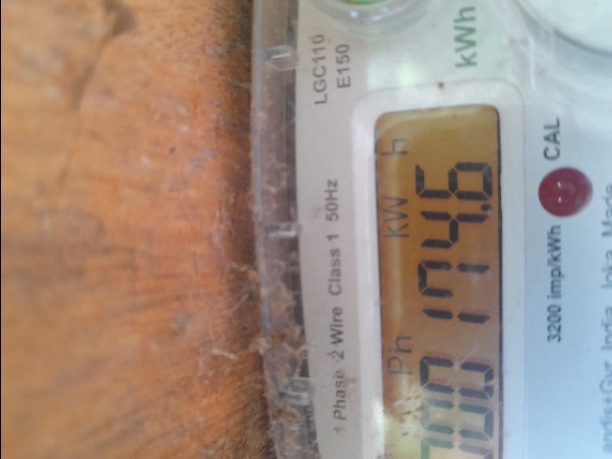 LGC110
E150
kWh
1 Phase 2 Wire Class 1 50Hz
Ph kW h
00174.6
3200 imp/kWh CAL
India
Made